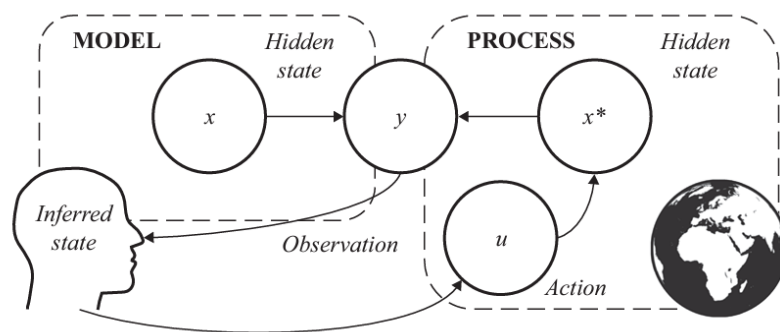 MODEL
Hidden
state
PROCESS
Hidden
state
x
y
x*
Inferred
state
Observation
u
Action